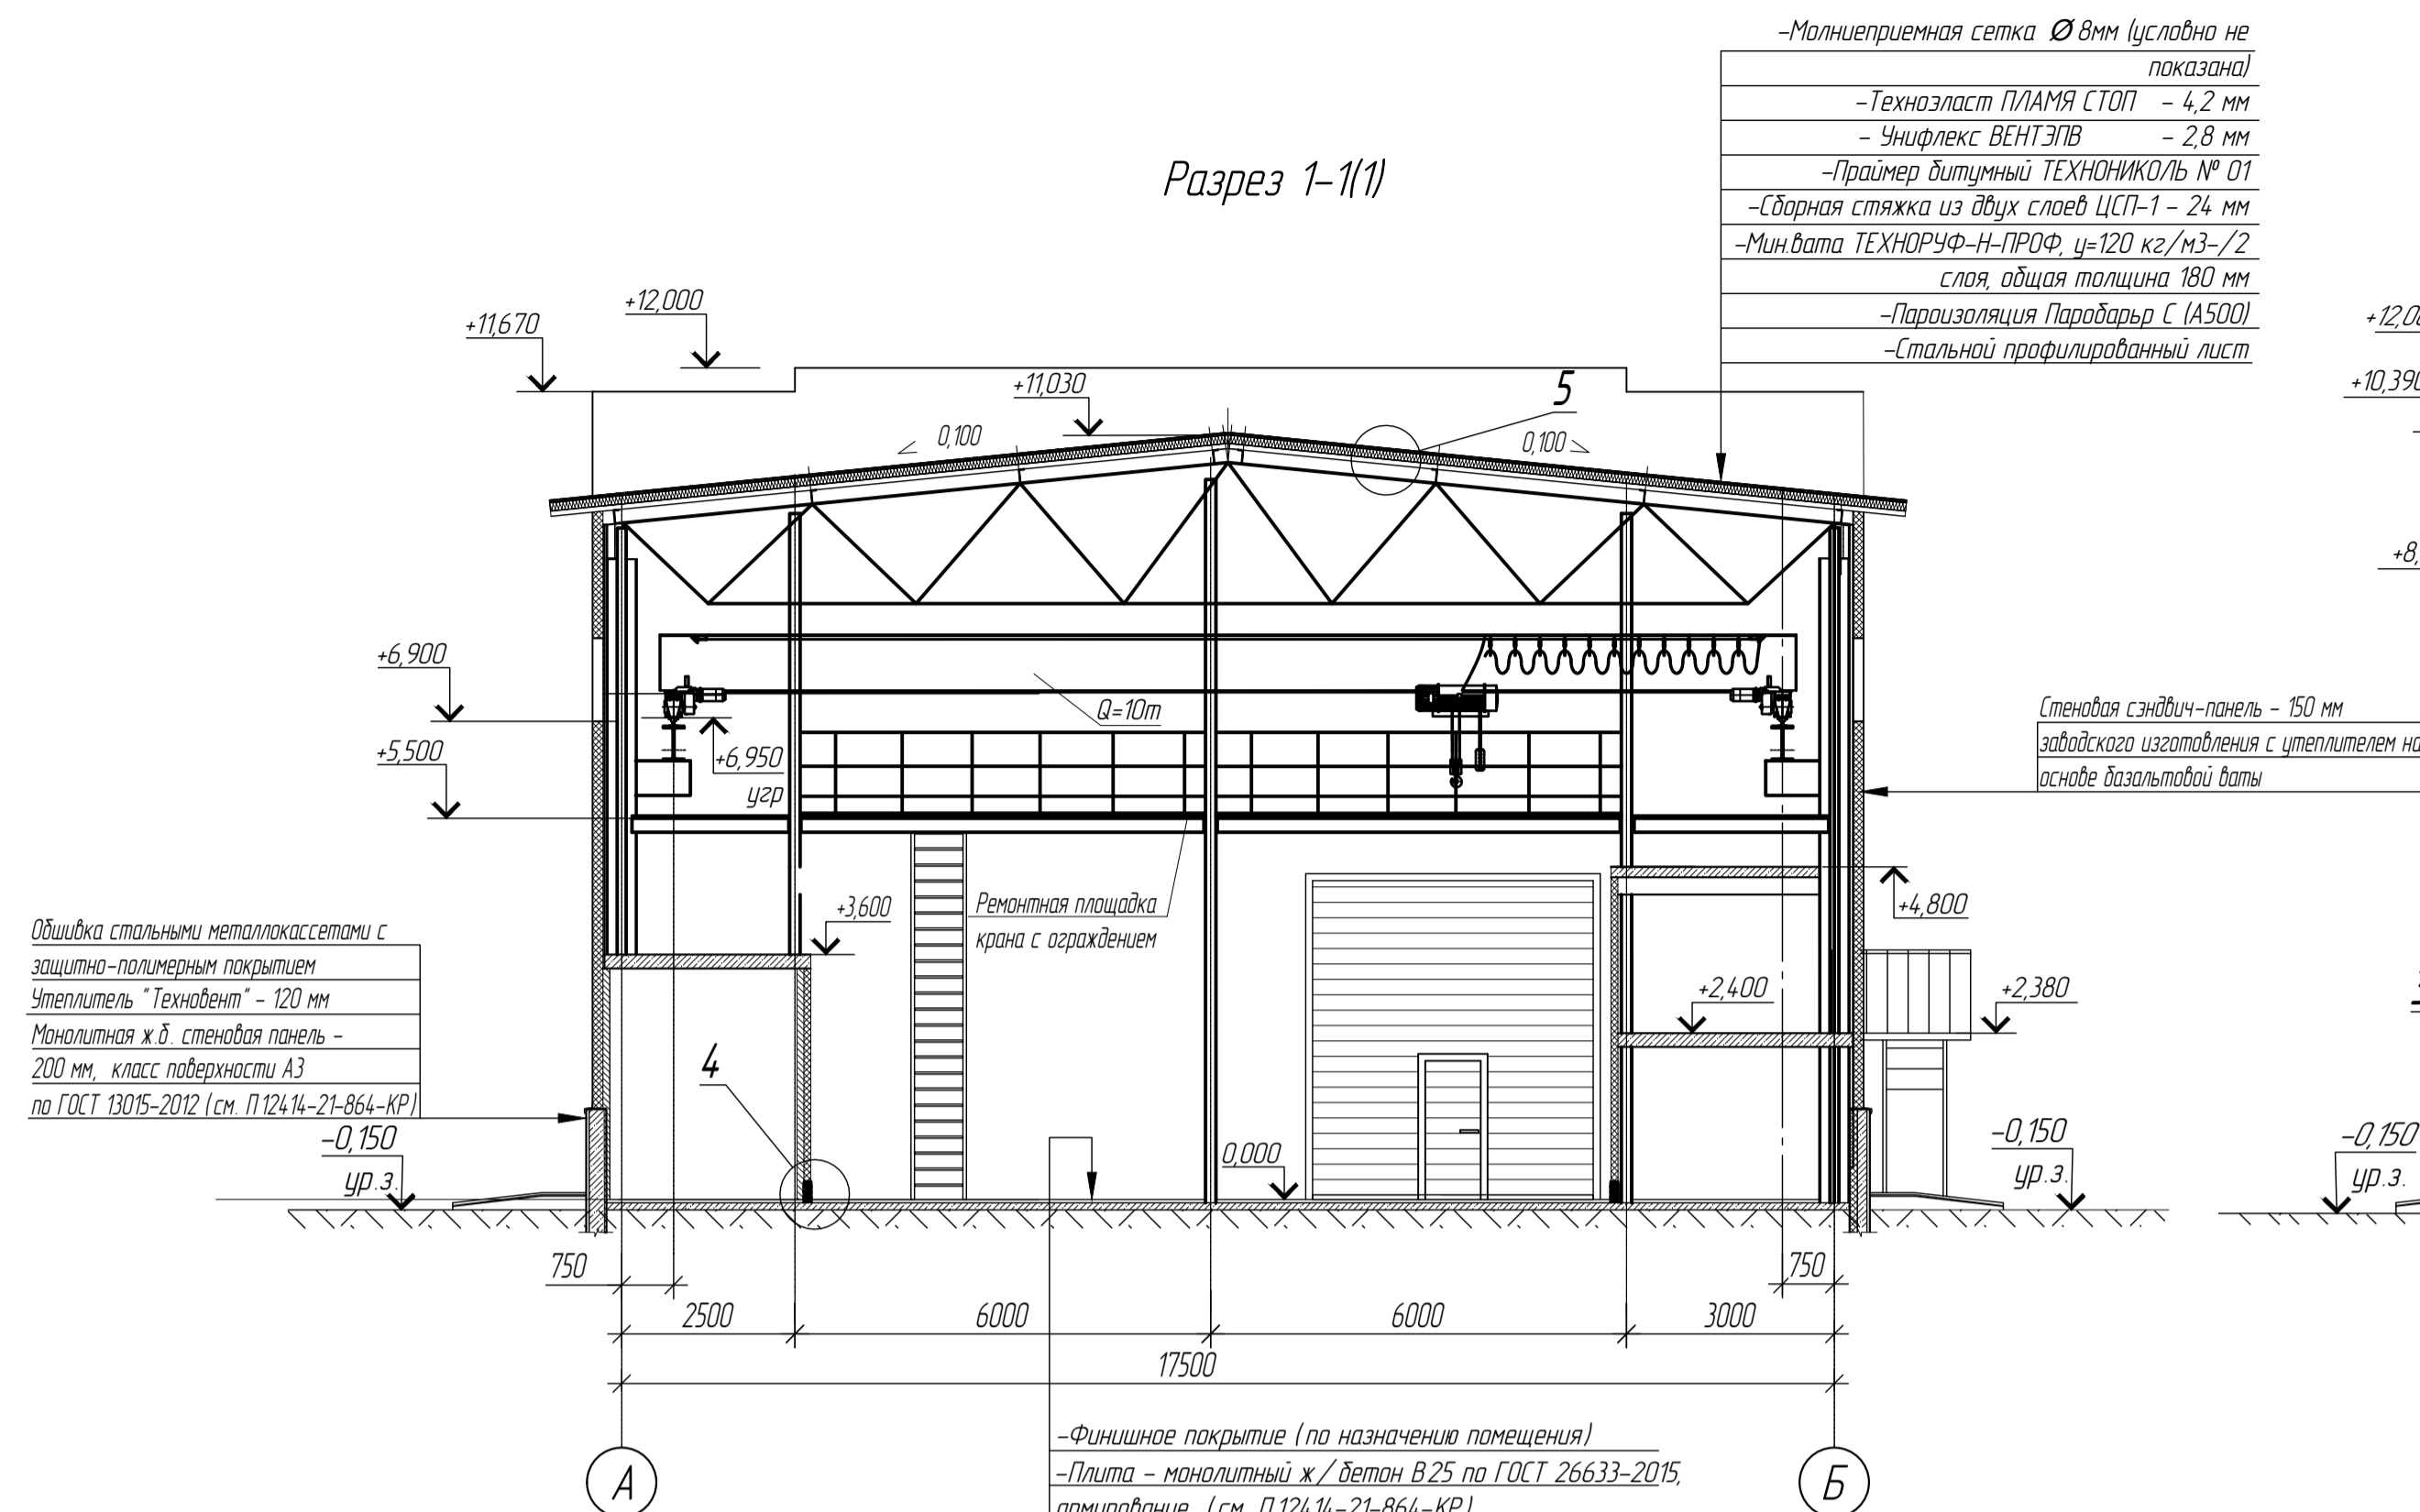 -Молниеприемная сетка Ø 8мм (условно не
показана)
-Техноэласт ПЛАМЯ СТОП - 4,2 мм
- Унифлекс ВЕНТЭПВ - 2,8 мм
-Праймер битумный ТЕХНОНИКОЛЬ № 01
-Сборная стяжка из двух слоев ЦСП-1 - 24 мм
-Мин.вата ТЕХНОРУФ-Н-ПРОФ, y=120 кг/м3-/2
слоя, общая толщина 180 мм
-Пароизоляция Паробарьр С (А500)
-Стальной профилированный лист
Разрез 1-1(1)
+12,000
+11,670
+11,030
5
0,100
0,100
+10,390
+6,900
+5,500
Q=10т
+6,950
угр
Стеновая сэндвич-панель - 150 мм
заводского изготовления с утеплителем на
основе базальтовой ваты
+3,600
Ремонтная площадка
крана с ограждением
+4,800
+2,400
+2,380
Обшивка стальными металлокассетами с
защитно-полимерным покрытием
Утеплитель "Техновент" - 120 мм
Монолитная ж.б. стеновая панель -
200 мм, класс поверхности А3
по ГОСТ 13015-2012 (см. П12414-21-864-КР)
4
-0,150
ур.з.
0,000
-0,150
ур.з.
-0,150
ур.з.
750
750
2500
6000
6000
3000
17500
А
Б
-Финишное покрытие (по назначению помещения)
-Плита - монолитный ж/бетон В25 по ГОСТ 26633-2015,
армирование (см. П12414-21-864-КР)